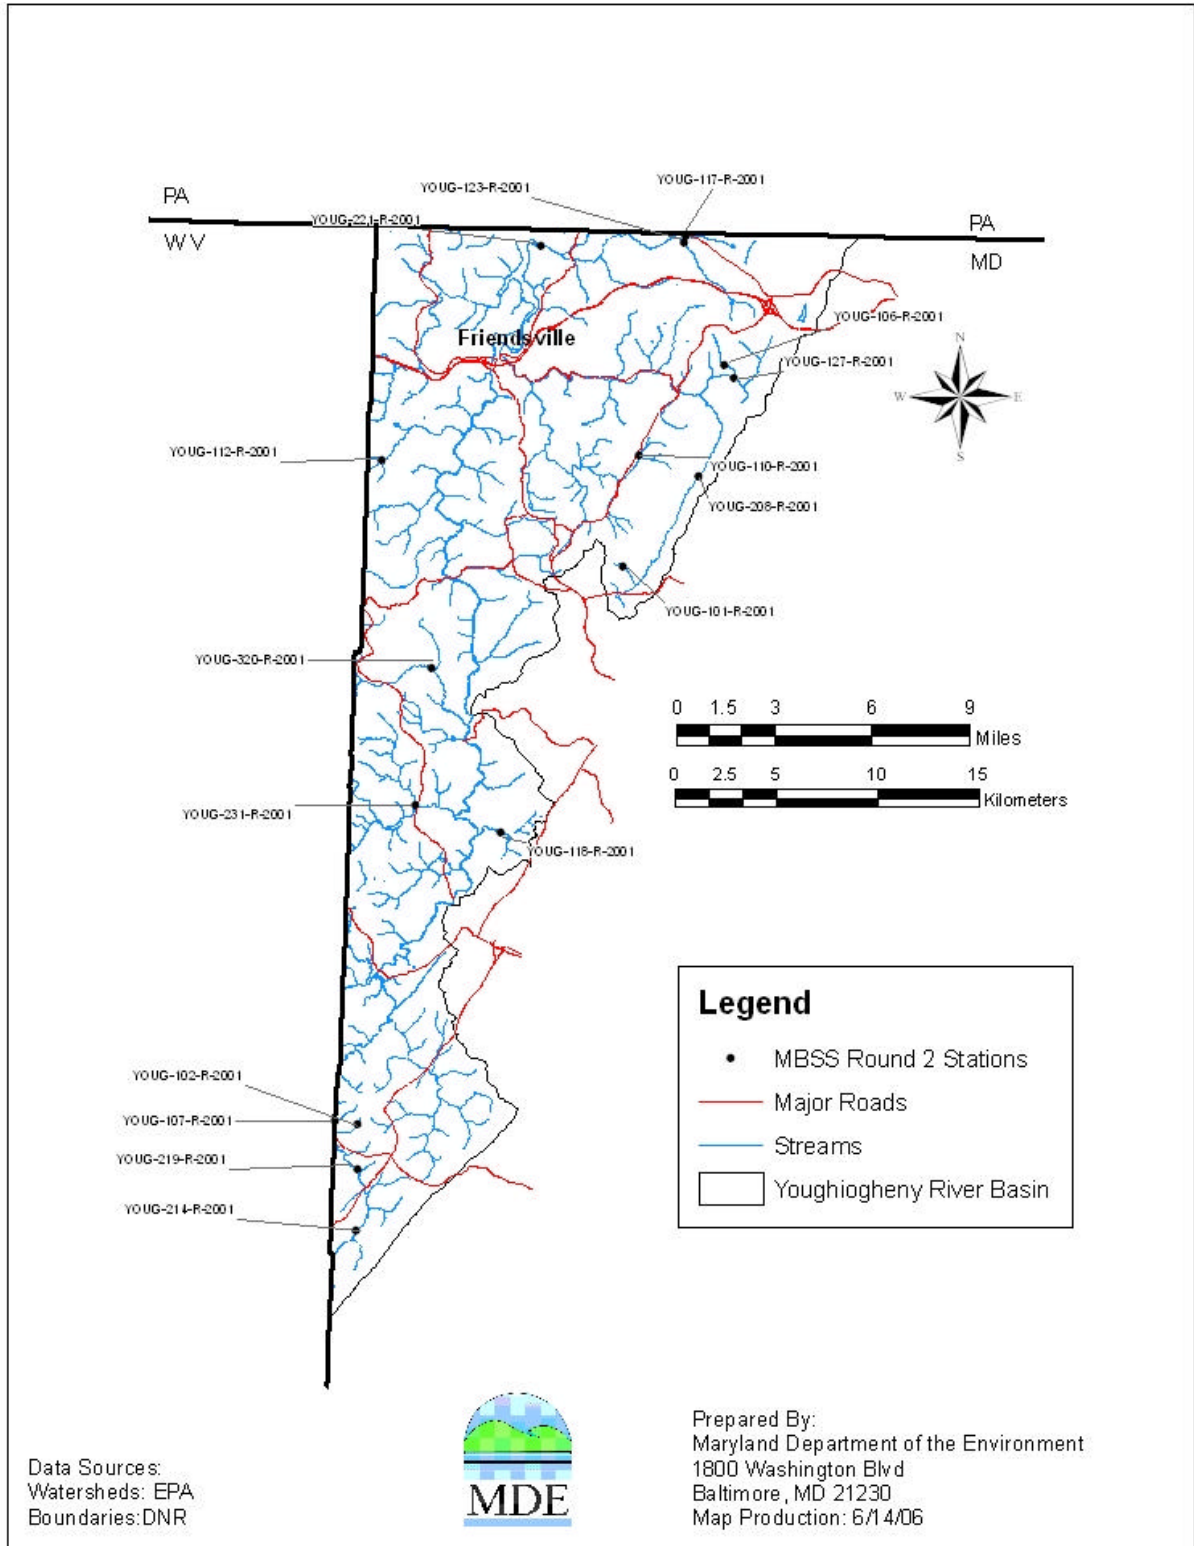 YOUG-117-R-2001
YOUG-123-R-2001
PA
YOUG-221-R-2001
PA
WV
MD
YOUG-106-R-2001
Friendsville
N
YOUG-127-R-2001
W
E
S
YOUG-112-R-2001
YOUG-110-R-2001
YOUG-208-R-2001
YOUG-101-R-2001
YOUG-320-R-2001
0 1.5 3 6 9
Miles
0 2.5 5 10 15
Kilometers
YOUG-231-R-2001
YOUG-118-R-2001
Legend
MBSS Round 2 Stations
Major Roads
Streams
Youghiogheny River Basin
YOUG-102-R-2001
YOUG-107-R-2001
YOUG-219-R-2001
YOUG-214-R-2001
Data Sources:
Watersheds: EPA
Boundaries:DNR
MDE
Prepared By:
Maryland Department of the Environment
1800 Washington Blvd
Baltimore, MD 21230
Map Production: 6/14/06